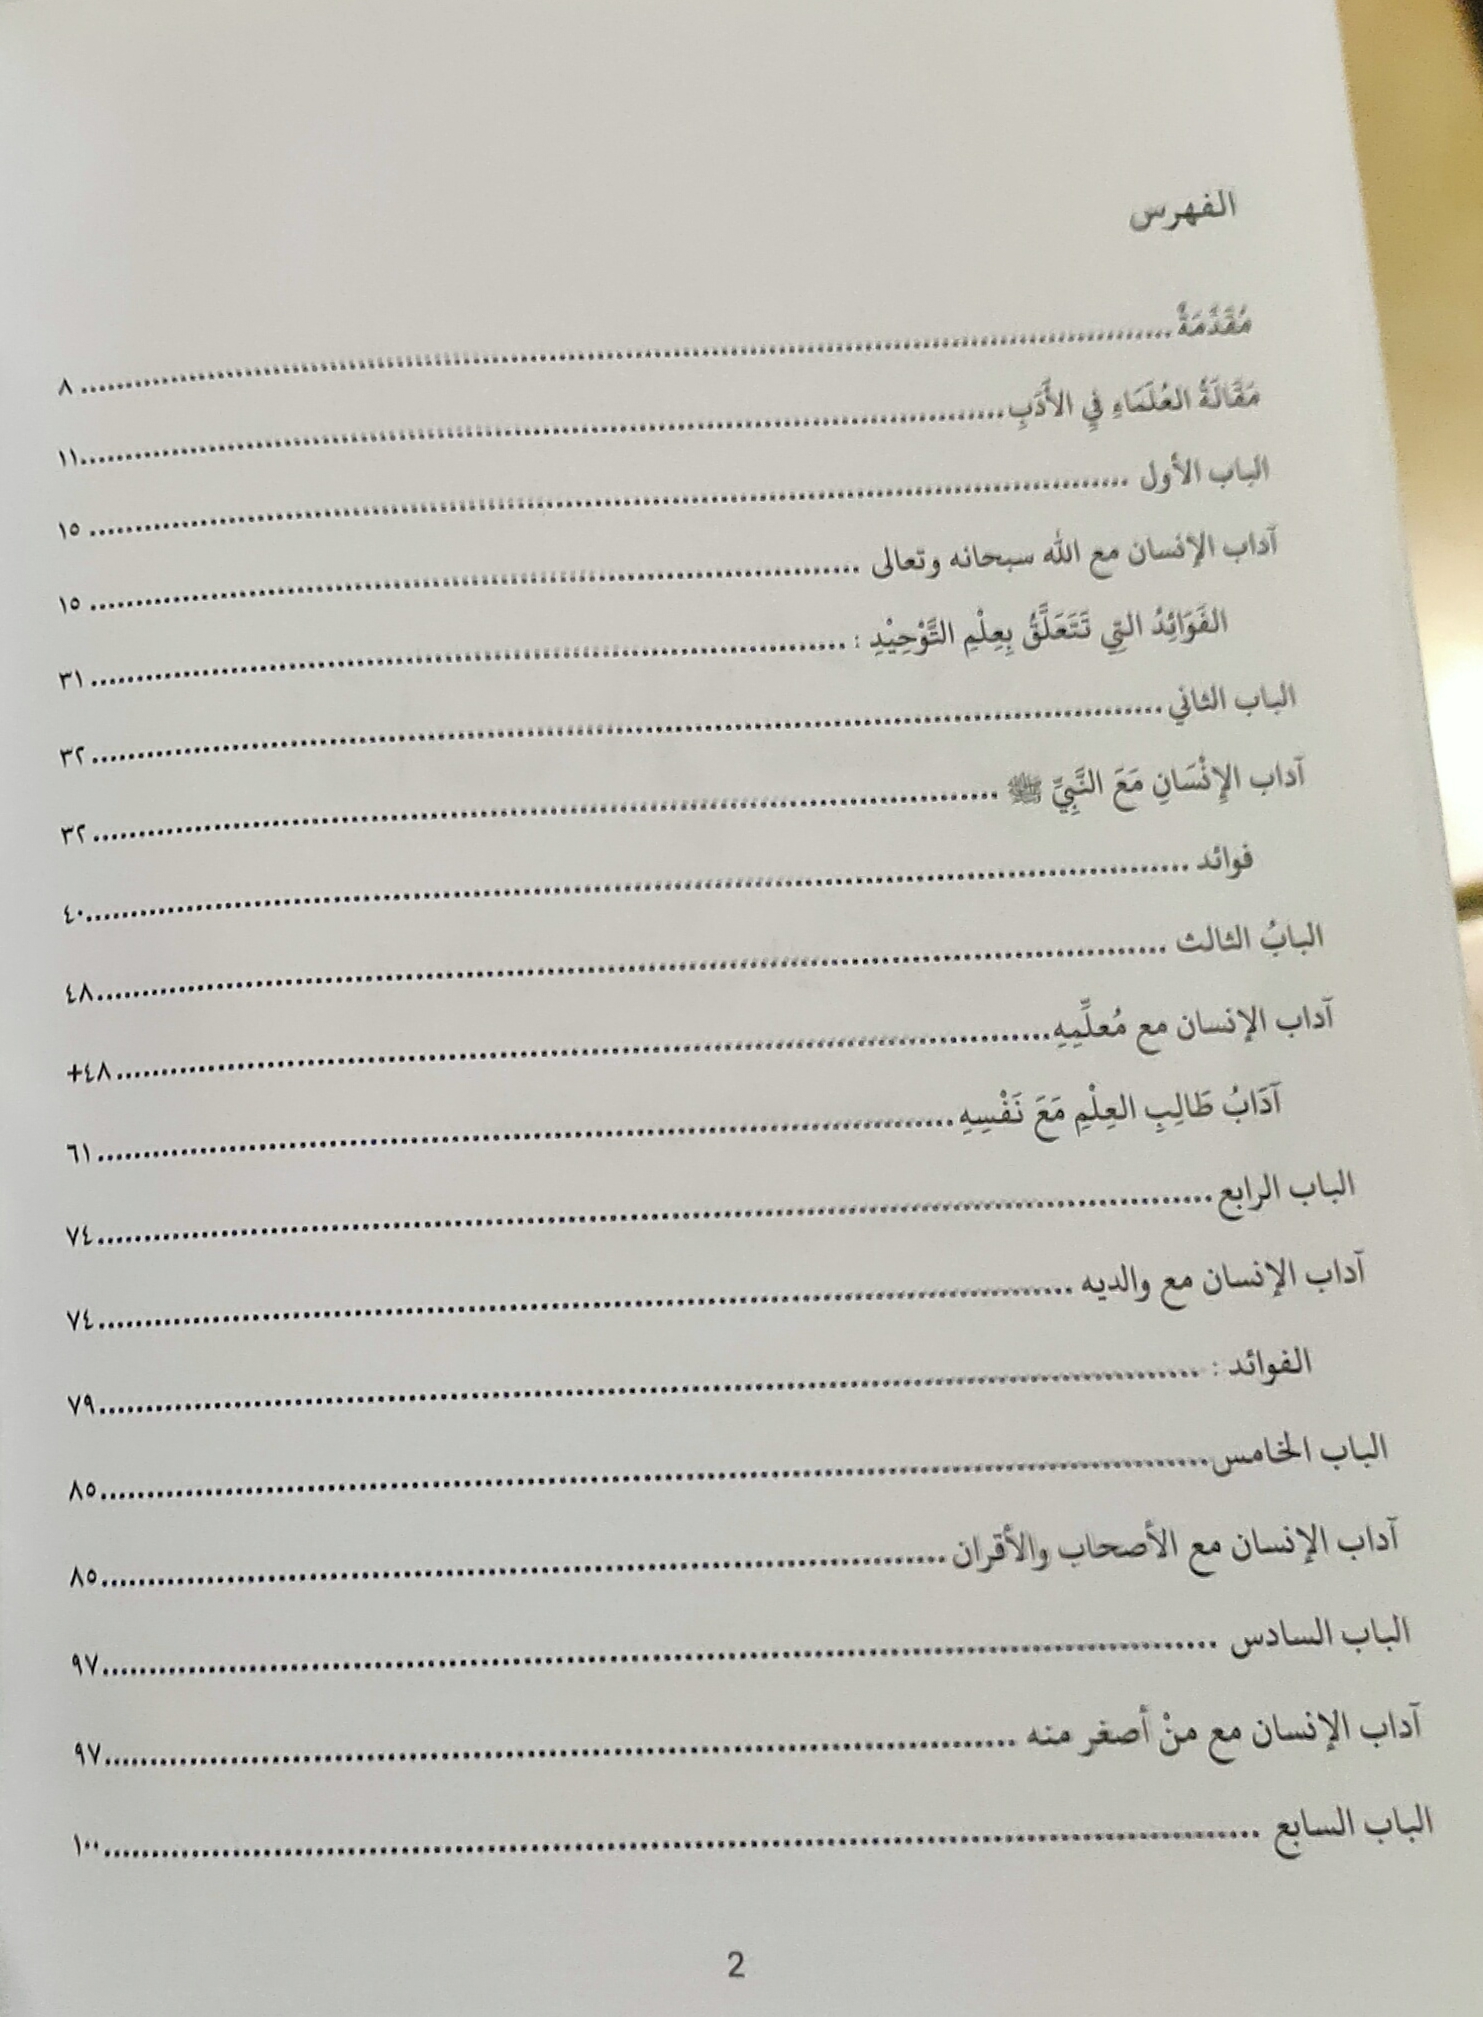 الفهرس
مُقَدِّمَةٌ ........ ٨
مَقَالَةُ العُلَمَاءِ فِي الأَدَبِ ........ ١١
الباب الأول ........ ١٥
آداب الإنسان مع الله سبحانه وتعالى ........ ١٥
الفَوَائِدُ التِي تَتَعَلَّقُ بِعِلْمِ التَّوْحِيْدِ : ........ ٣١
الباب الثاني ........ ٣٢
آداب الإِنْسَانِ مَعَ النَّبِيِّ ﷺ ........ ٣٢
فوائد ........ ٤٠
البابُ الثالث ........ ٤٨
آداب الإنسان مع مُعلِّمِهِ ........ ٤٨+
آدَابُ طَالِبِ العِلْمِ مَعَ نَفْسِهِ ........ ٦١
الباب الرابع ........ ٧٤
آداب الإنسان مع والديه ........ ٧٤
الفوائد : ........ ٧٩
الباب الخامس ........ ٨٥
آداب الإنسان مع الأصحاب والأقران ........ ٨٥
الباب السادس ........ ٩٧
آداب الإنسان مع منْ أصغر منه ........ ٩٧
الباب السابع ........ ١٠٠
2